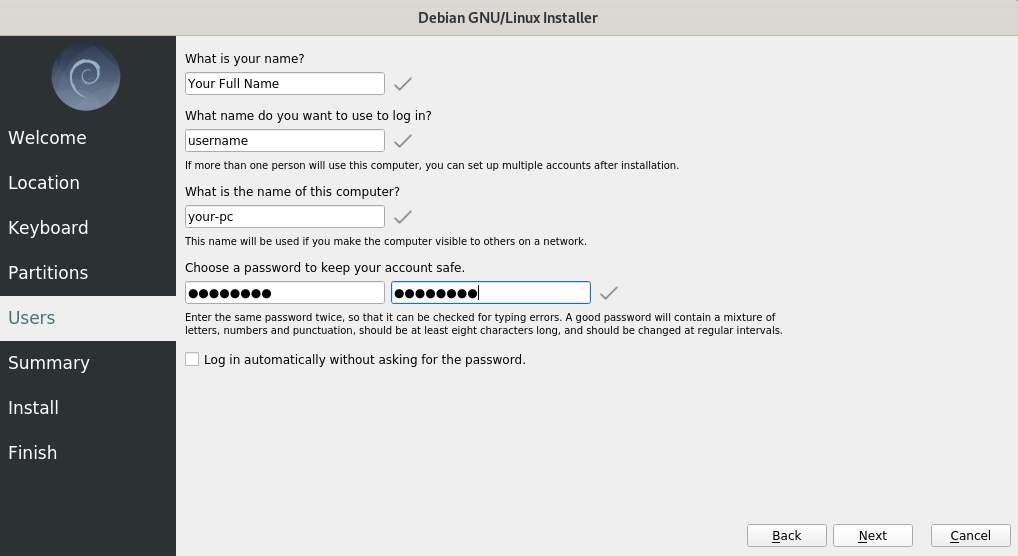 Debian GNU/Linux Installer
Welcome
Location
Keyboard
Partitions
Users
Summary
Install
Finish
What is your name?
Your Full Name
What name do you want to use to log in?
username
If more than one person will use this computer, you can set up multiple accounts after installation.
What is the name of this computer?
your-pc
This name will be used if you make the computer visible to others on a network.
Choose a password to keep your account safe.
●●●●●●●● ●●●●●●●●
Enter the same password twice, so that it can be checked for typing errors. A good password will contain a mixture of
letters, numbers and punctuation, should be at least eight characters long, and should be changed at regular intervals.
Log in automatically without asking for the password.
Back Next Cancel